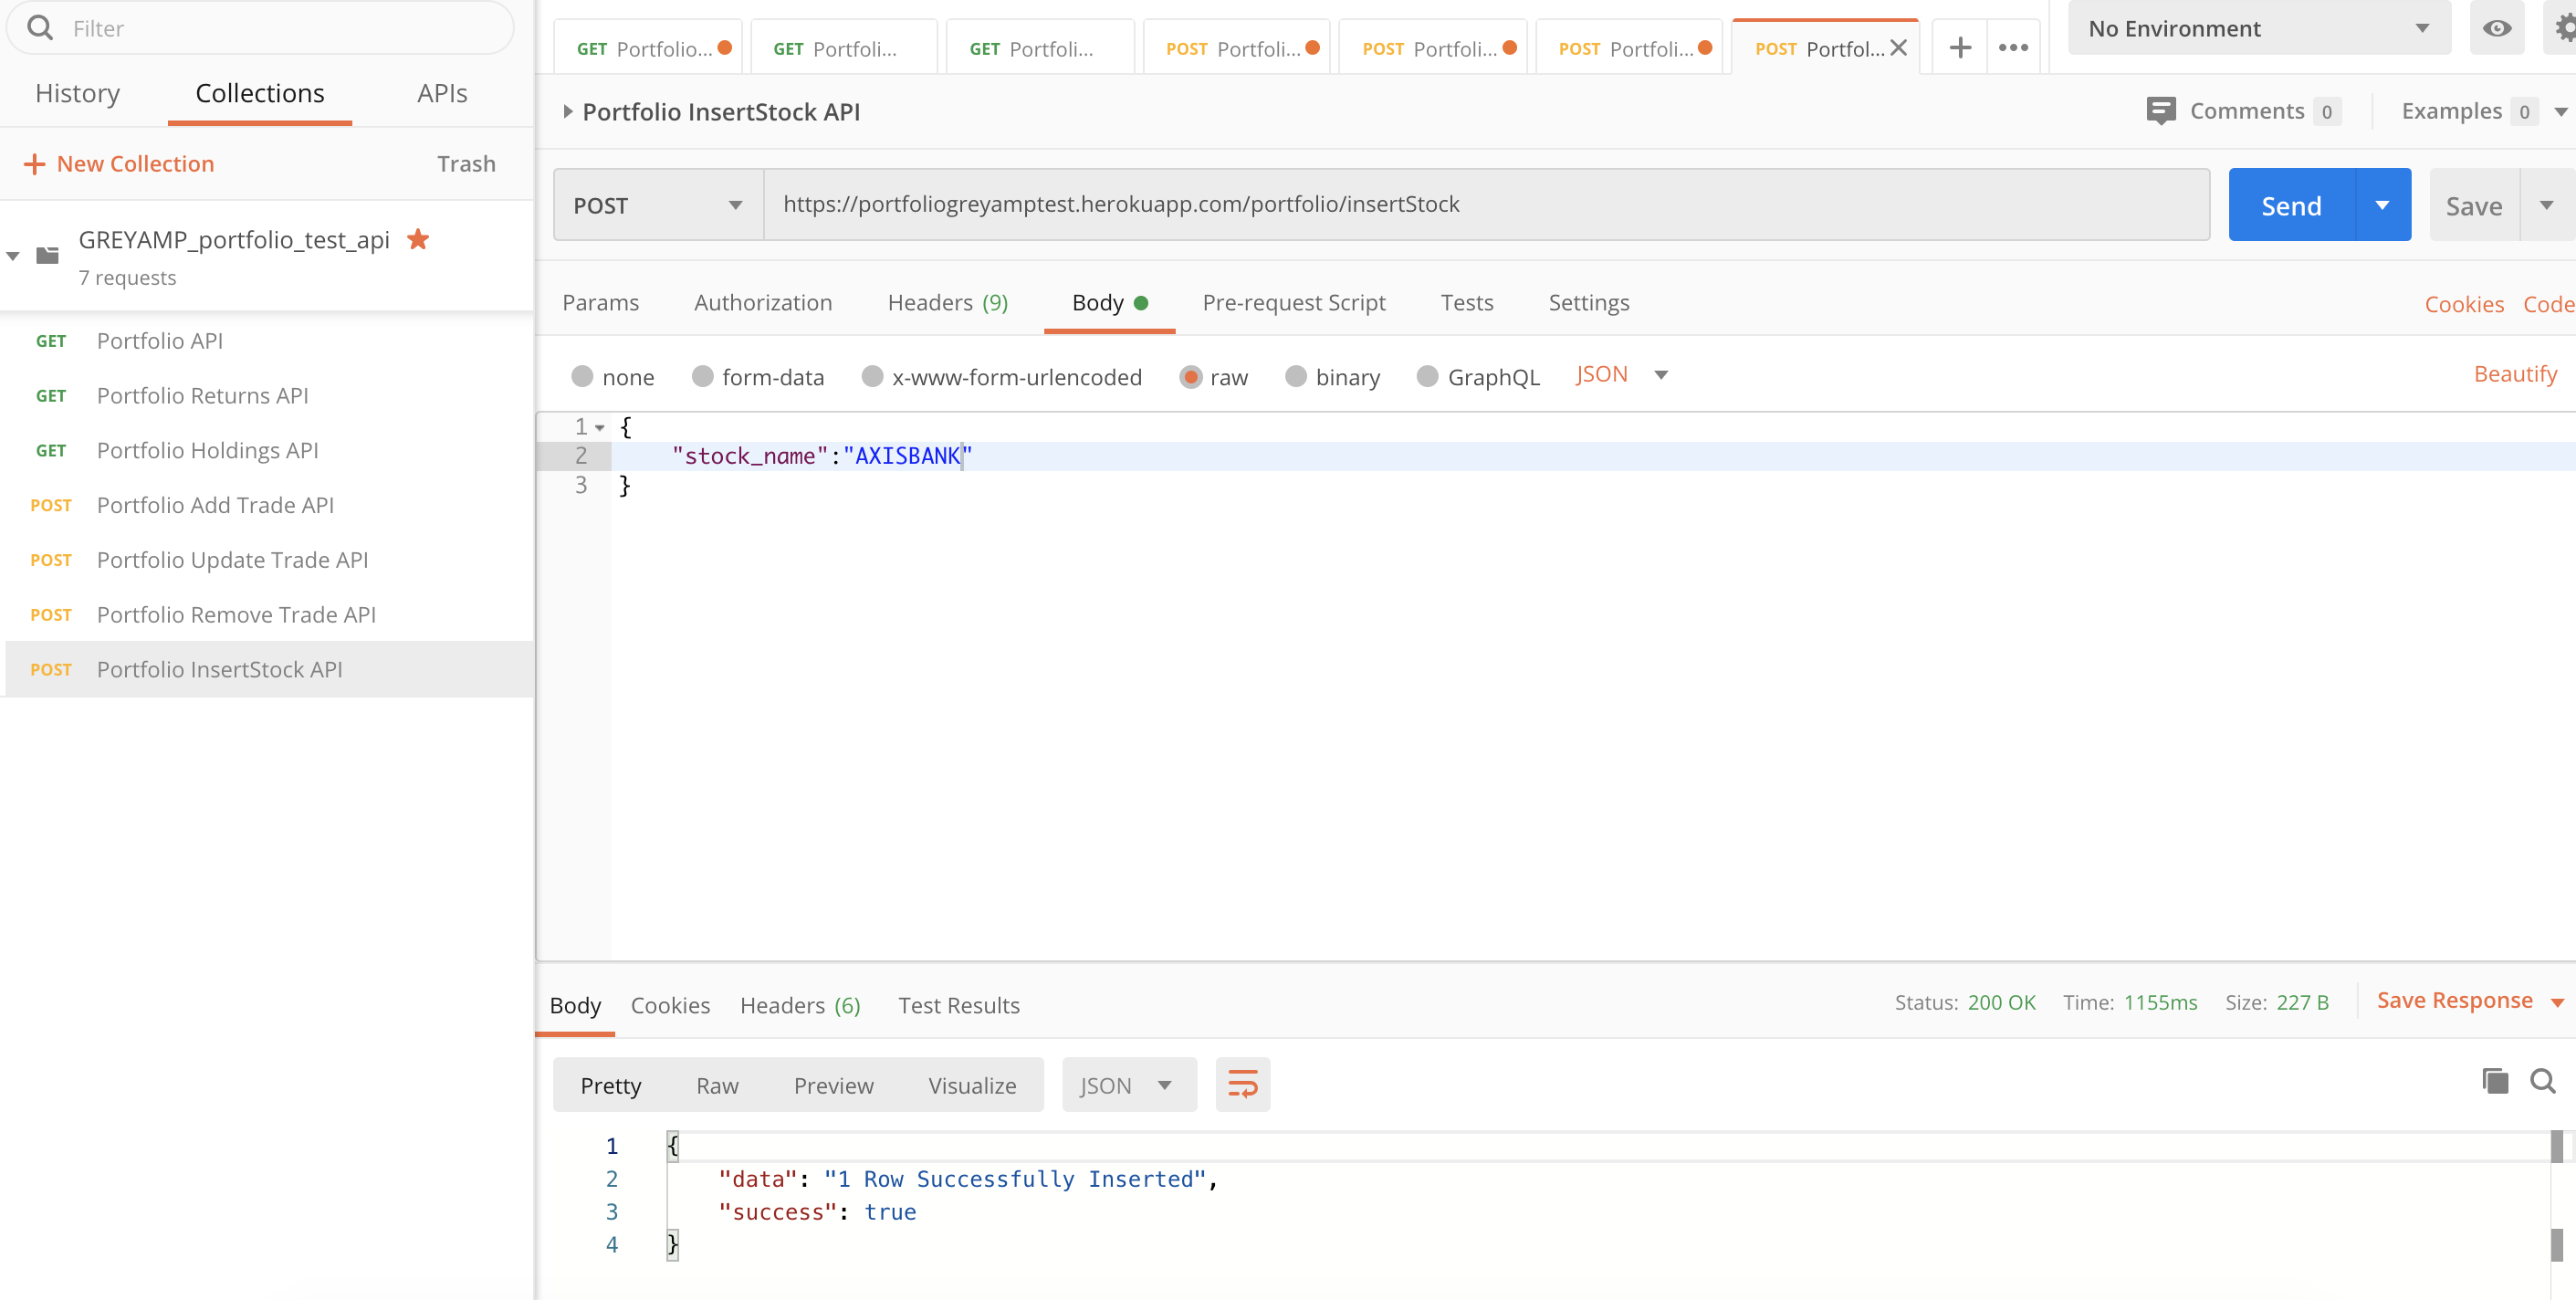 Filter
History Collections APIs
+ New Collection Trash
GREYAMP_portfolio_test_api
7 requests
GET Portfolio API
GET Portfolio Returns API
GET Portfolio Holdings API
POST Portfolio Add Trade API
POST Portfolio Update Trade API
POST Portfolio Remove Trade API
POST Portfolio InsertStock API
GET Portfolio... GET Portfoli... GET Portfoli... POST Portfoli... POST Portfoli... POST Portfoli... POST Portfol... No Environment
Portfolio InsertStock API Comments 0 Examples 0
POST https://portfoliogreyamptest.herokuapp.com/portfolio/insertStock Send Save
Params Authorization Headers (9) Body Pre-request Script Tests Settings Cookies Code
none form-data x-www-form-urlencoded raw binary GraphQL JSON Beautify
1 {
2 "stock_name":"AXISBANK"
3 }
Body Cookies Headers (6) Test Results Status: 200 OK Time: 1155ms Size: 227 B Save Response
Pretty Raw Preview Visualize JSON
1 {
2 "data": "1 Row Successfully Inserted",
3 "success": true
4 }